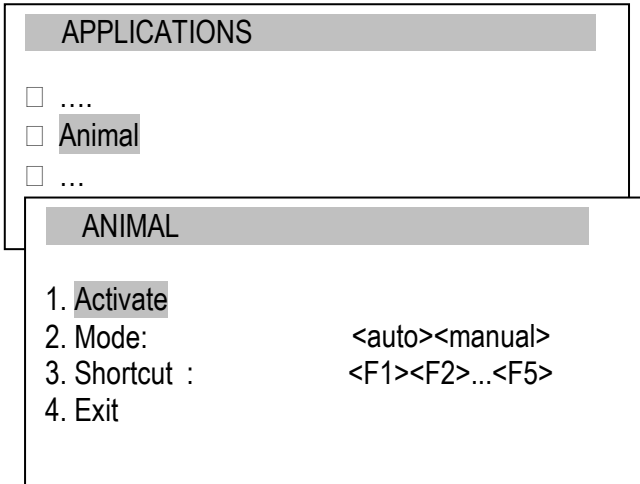 APPLICATIONS
□ ....
□ Animal
□ ...
ANIMAL
1. Activate
2. Mode: <auto><manual>
3. Shortcut : <F1><F2>...<F5>
4. Exit